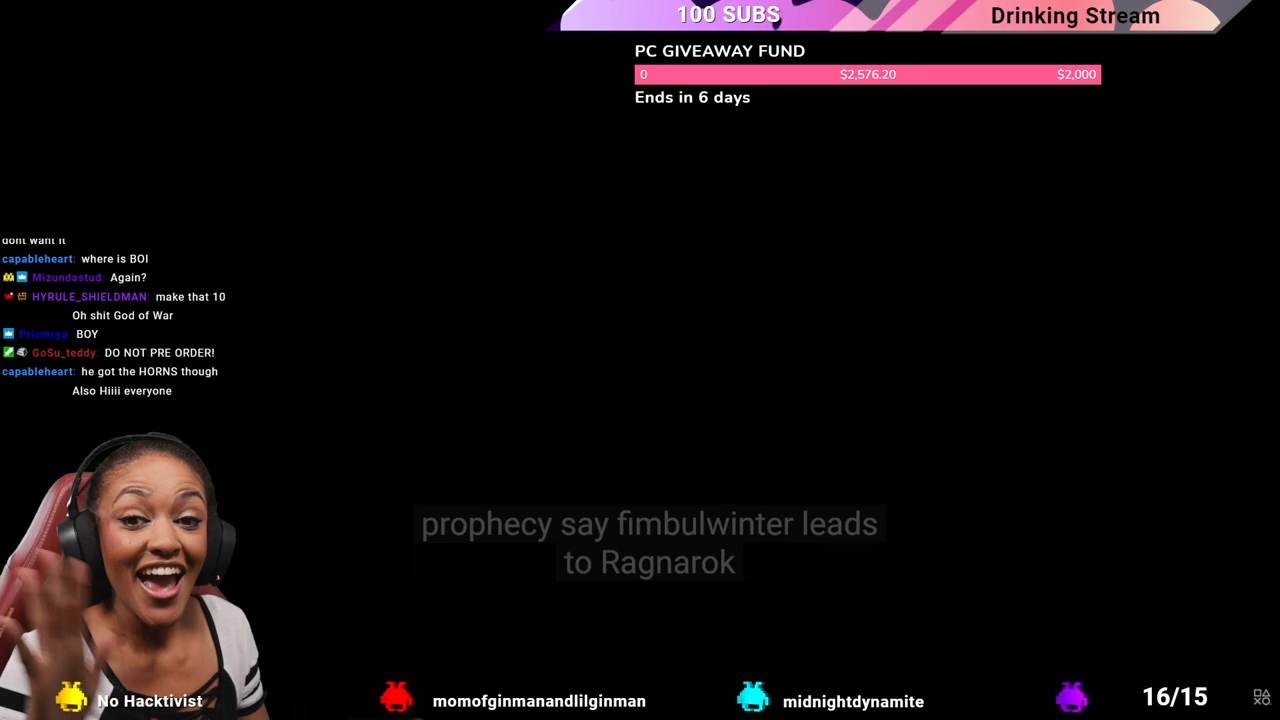 100 SUBS
Drinking Stream
PC GIVEAWAY FUND
0 $2,576.20 $2,000
Ends in 6 days
dont want it
capableheart: where is BOI
Mizundastud: Again?
HYRULE_SHIELDMAN: make that 10
Oh shit God of War
Prismryu: BOY
GoSu_teddy: DO NOT PRE ORDER!
capableheart: he got the HORNS though
Also Hiiii everyone
prophecy say fimbulwinter leads
to Ragnarok
No Hacktivist
momofginmanandlilginman
midnightdynamite
16/15